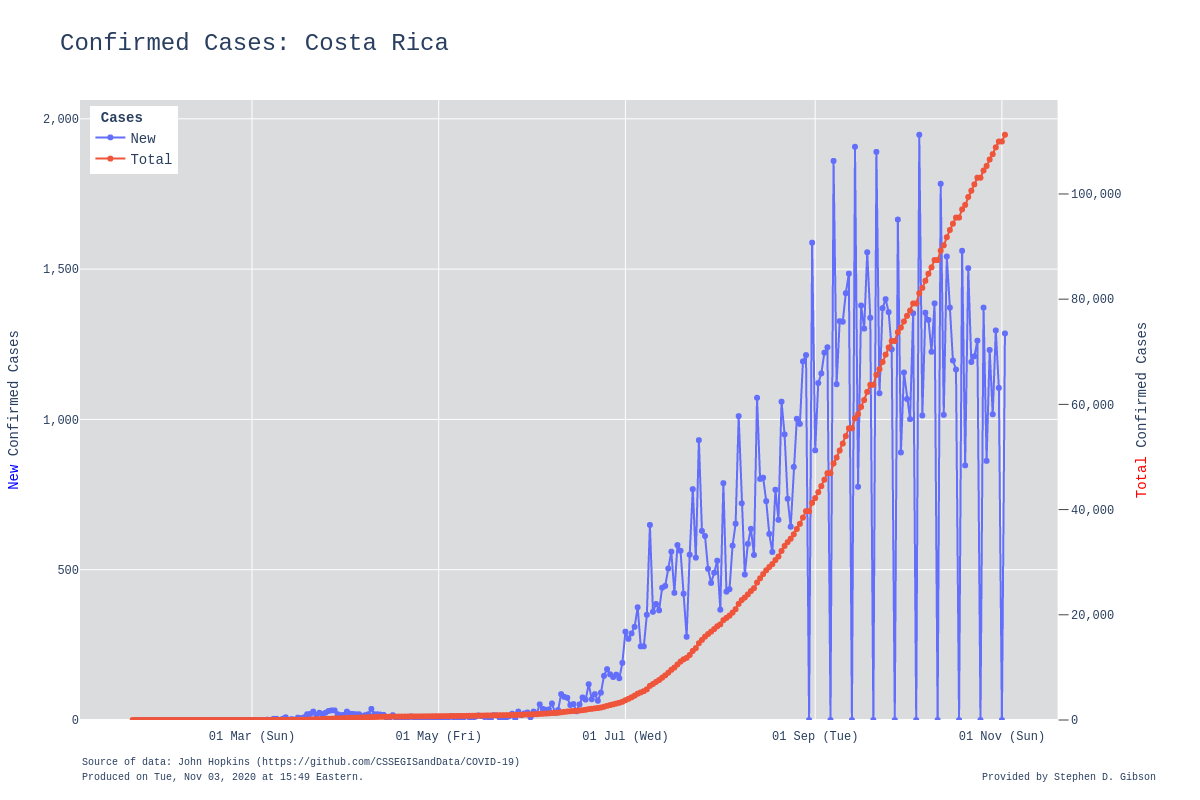 Confirmed Cases: Costa Rica
Cases
New
Total
2,000
1,500
1,000
500
0
100,000
80,000
60,000
40,000
20,000
0
New Confirmed Cases
Total Confirmed Cases
01 Mar (Sun) 01 May (Fri) 01 Jul (Wed) 01 Sep (Tue) 01 Nov (Sun)
Source of data: John Hopkins (https://github.com/CSSEGISandData/COVID-19)
Produced on Tue, Nov 03, 2020 at 15:49 Eastern.
Provided by Stephen D. Gibson